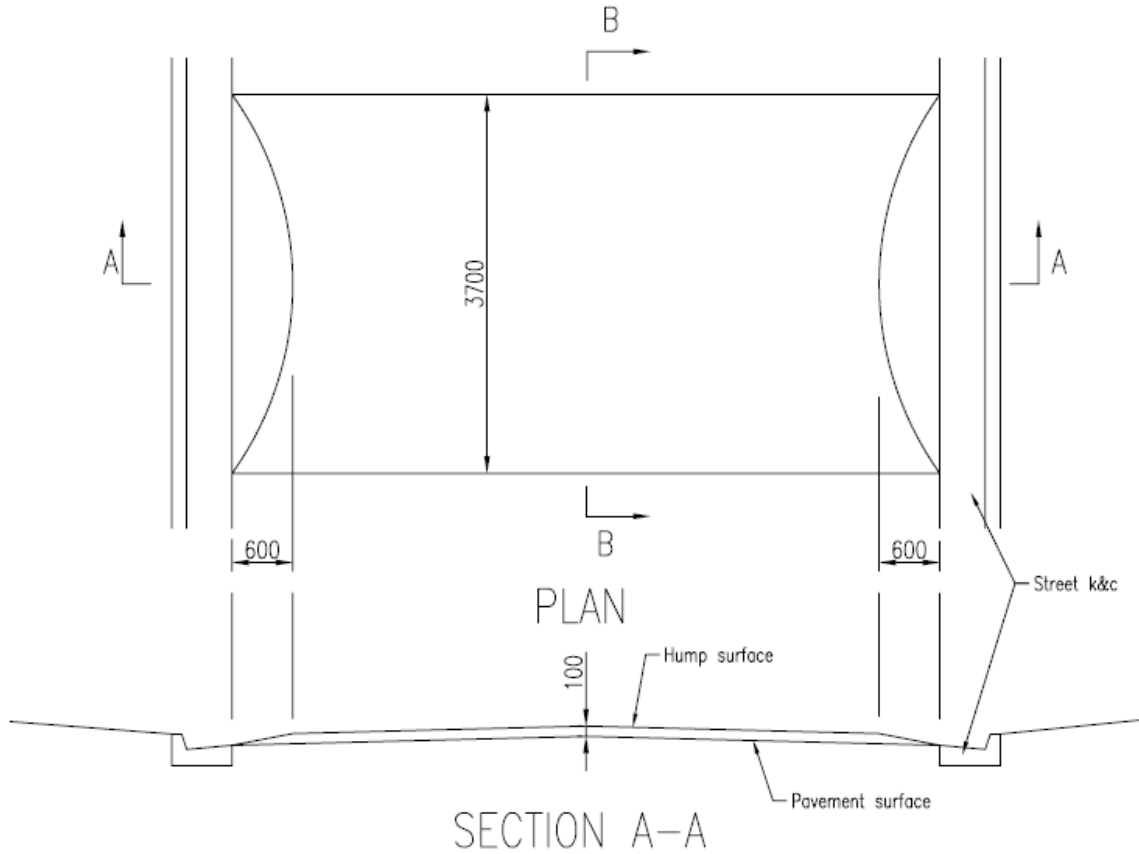 B
A
A
3700
B
600
600
Street k&c
PLAN
100
Hump surface
Pavement surface
SECTION A-A